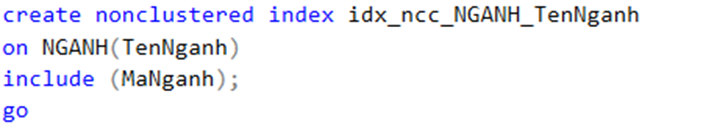 create nonclustered index idx_ncc_NGANH_TenNganh
on NGANH(TenNganh)
include (MaNganh);
go